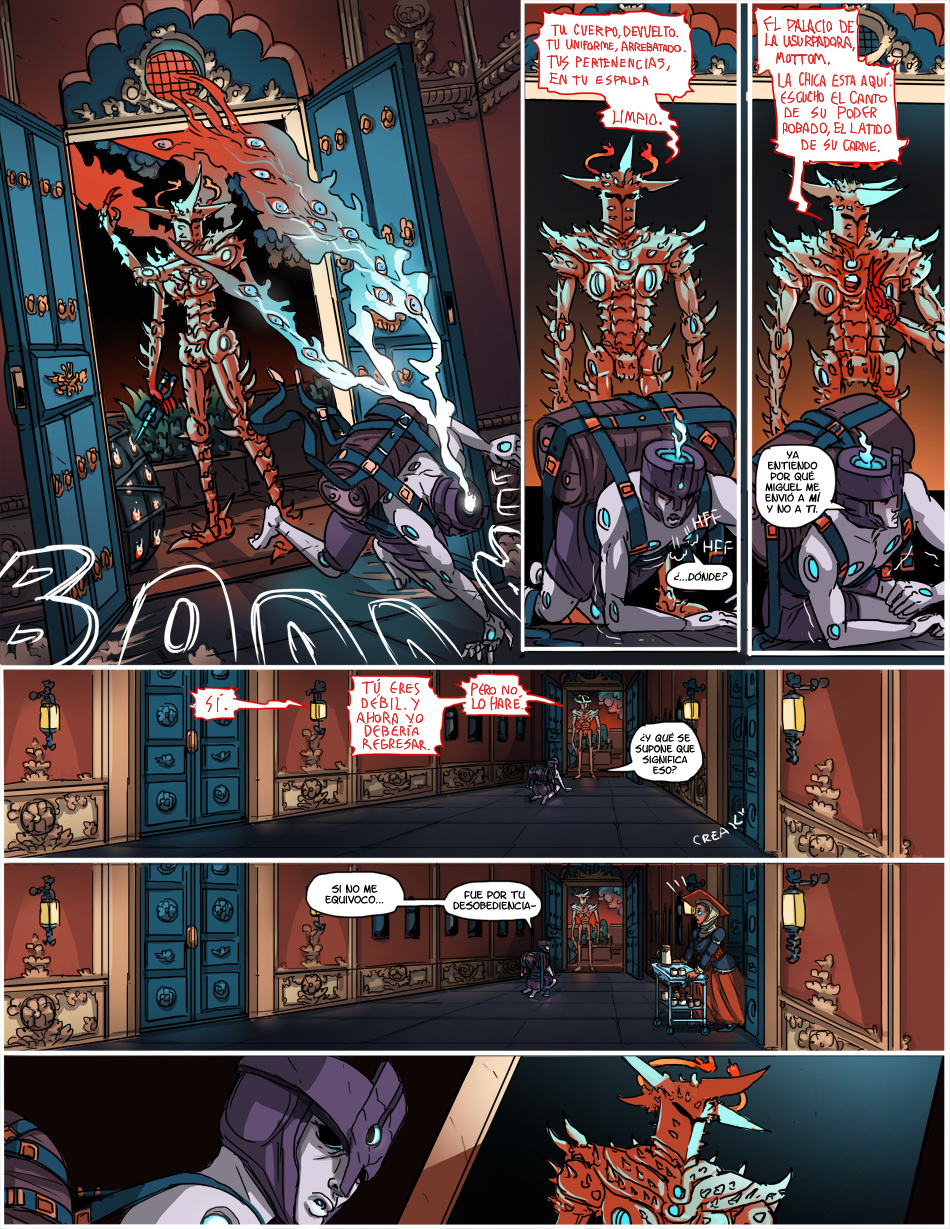 BOOOM
TU CUERPO, DEVUELTO.
TU UNIFORME, ARREBATADO.
TUS PERTENENCIAS,
EN TU ESPALDA
LIMPIO.
HFF
HFF
¿...DÓNDE?
EL PALACIO DE
LA USURPADORA,
MOTTOM.
LA CHICA ESTA AQUÍ.
ESCUCHO EL CANTO
DE SU PODER
ROBADO, EL LATIDO
DE SU CARNE.
YA
ENTIENDO
POR QUÉ
MIGUEL ME
ENVIÓ A MÍ
Y NO A TI.
SÍ.
TÚ ERES
DÉBIL. Y
AHORA YO
DEBERÍA
REGRESAR.
PERO NO
LO HARÉ.
¿Y QUÉ SE
SUPONE QUE
SIGNIFICA
ESO?
CREAK
SI NO ME
EQUIVOCO...
FUE POR TU
DESOBEDIENCIA-